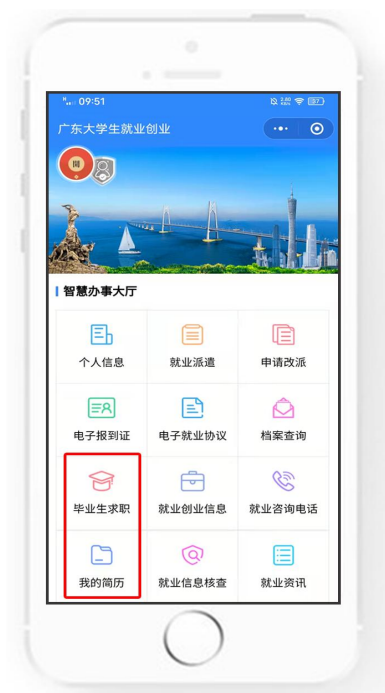 09:51
广东大学生就业创业
智慧办事大厅
个人信息 就业派遣 申请改派
电子报到证 电子就业协议 档案查询
毕业生求职 就业创业信息 就业咨询电话
我的简历 就业信息核查 就业资讯